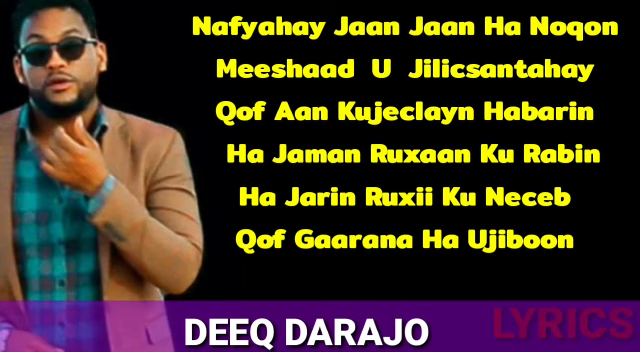 Nafyahay Jaan Jaan Ha Noqon
Meeshaad U Jilicsantahay
Qof Aan Kujeclayn Habarin
Ha Jaman Ruxaan Ku Rabin
Ha Jarin Ruxii Ku Neceb
Qof Gaarana Ha Ujiboon
DEEQ DARAJO
LYRICS